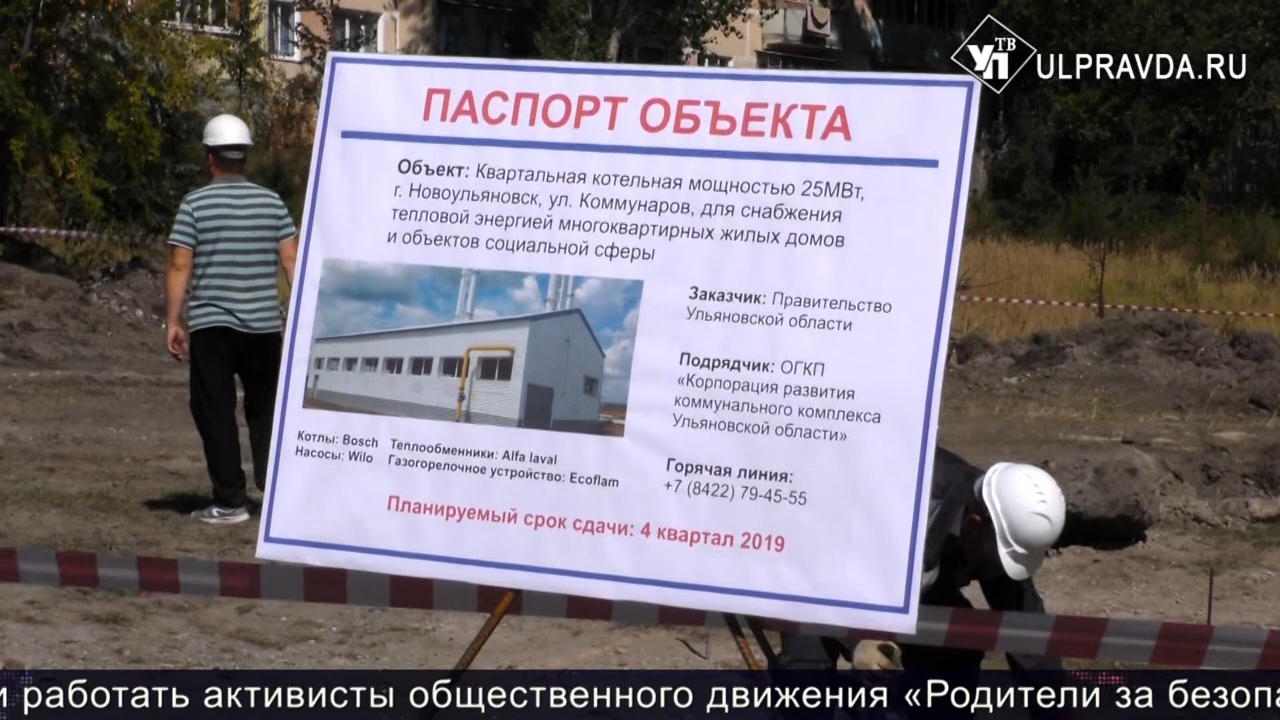 УП ТВ ULPRAVDA.RU
ПАСПОРТ ОБЪЕКТА
Объект: Квартальная котельная мощностью 25МВт,
г. Новоульяновск, ул. Коммунаров, для снабжения
тепловой энергией многоквартирных жилых домов
и объектов социальной сферы
Заказчик: Правительство
Ульяновской области
Подрядчик: ОГКП
«Корпорация развития
коммунального комплекса
Ульяновской области»
Горячая линия:
+7 (8422) 79-45-55
Котлы: Bosch Теплообменники: Alfa laval
Насосы: Wilo Газогорелочное устройство: Ecoflam
Планируемый срок сдачи: 4 квартал 2019
и работать активисты общественного движения «Родители за безопа